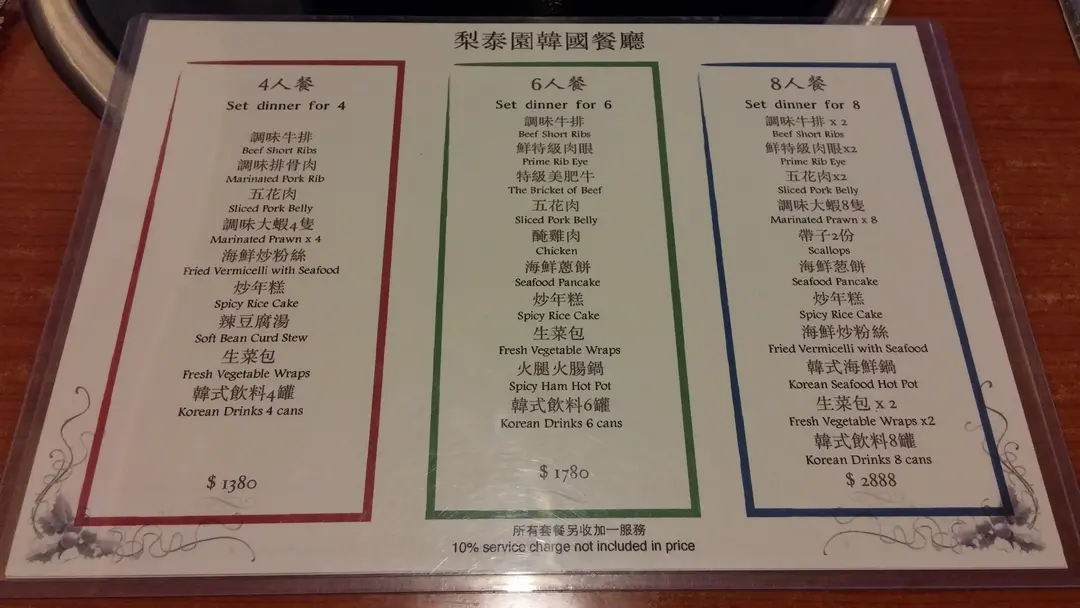 梨泰園韓國餐廳
4人餐
Set dinner for 4
調味牛排
Beef Short Ribs
調味排骨肉
Marinated Pork Rib
五花肉
Sliced Pork Belly
調味大蝦4隻
Marinated Prawn x 4
海鮮炒粉絲
Fried Vermicelli with Seafood
炒年糕
Spicy Rice Cake
辣豆腐湯
Soft Bean Curd Stew
生菜包
Fresh Vegetable Wraps
韓式飲料4罐
Korean Drinks 4 cans
$ 1380
6人餐
Set dinner for 6
調味牛排
Beef Short Ribs
鮮特級肉眼
Prime Rib Eye
特級美肥牛
The Bricket of Beef
五花肉
Sliced Pork Belly
醃雞肉
Chicken
海鮮蔥餅
Seafood Pancake
炒年糕
Spicy Rice Cake
生菜包
Fresh Vegetable Wraps
火腿火腸鍋
Spicy Ham Hot Pot
韓式飲料6罐
Korean Drinks 6 cans
$ 1780
8人餐
Set dinner for 8
調味牛排 x 2
Beef Short Ribs
鮮特級肉眼x2
Prime Rib Eye
五花肉x2
Sliced Pork Belly
調味大蝦8隻
Marinated Prawn x 8
帶子2份
Scallops
海鮮葱餅
Seafood Pancake
炒年糕
Spicy Rice Cake
海鮮炒粉絲
Fried Vermicelli with Seafood
韓式海鮮鍋
Korean Seafood Hot Pot
生菜包 x 2
Fresh Vegetable Wraps x2
韓式飲料8罐
Korean Drinks 8 cans
$ 2888
所有套餐另收加一服務
10% service charge not included in price